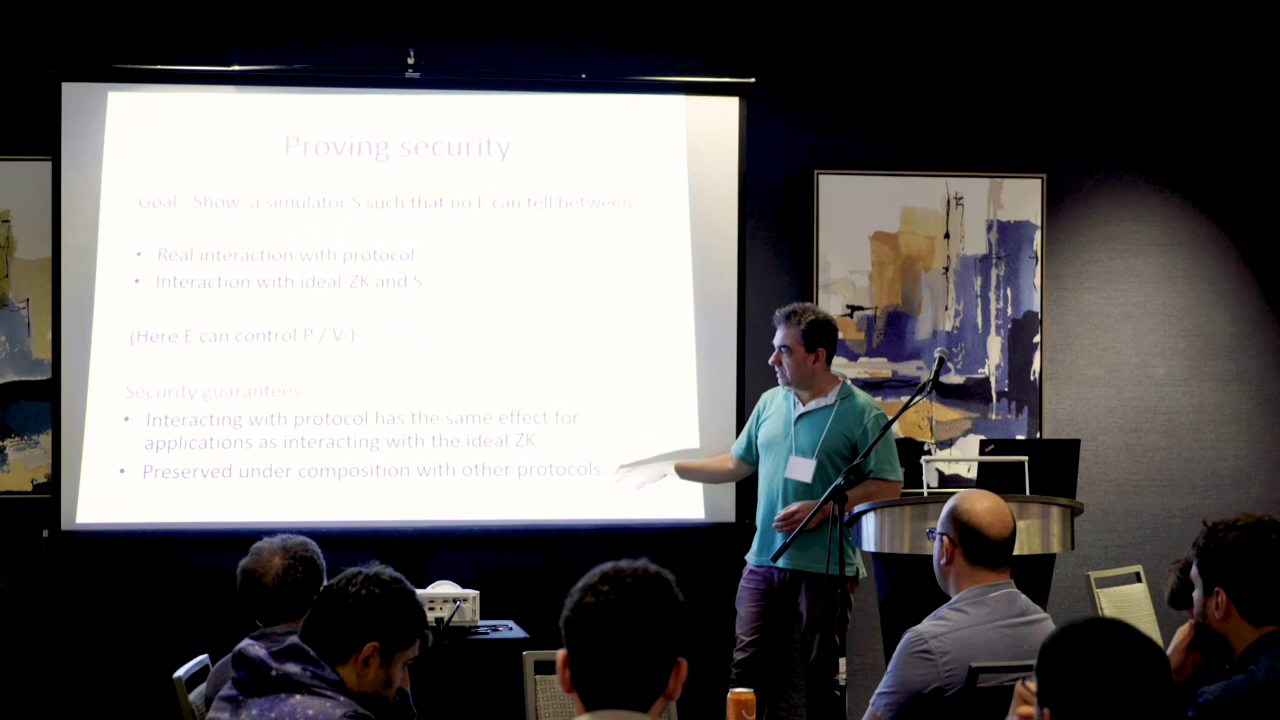 Proving security
Goal: Show a simulator S such that no E can tell between
• Real interaction with protocol
• Interaction with ideal ZK and S
(Here E can control P / V )
Security guarantees:
• Interacting with protocol has the same effect for
applications as interacting with the ideal ZK
• Preserved under composition with other protocols